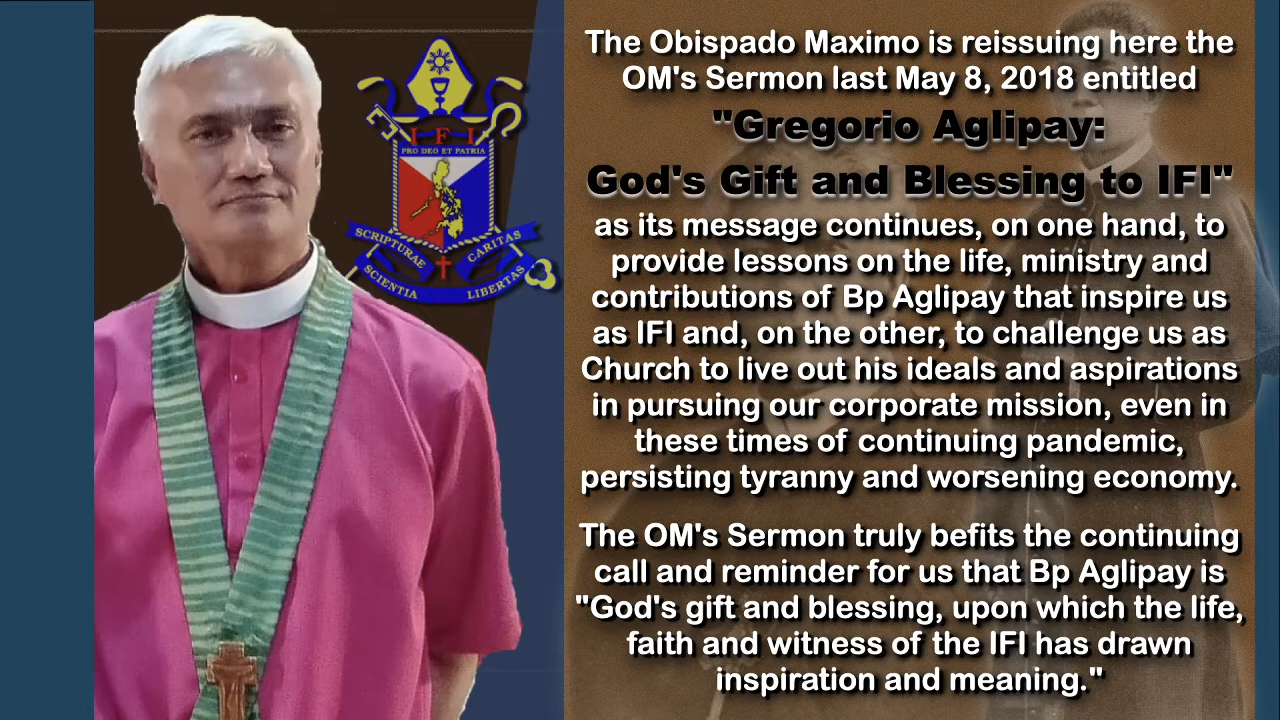 I F I
PRO DEO ET PATRIA
SCRIPTURAE
CARITAS
SCIENTIA
LIBERTAS
The Obispado Maximo is reissuing here the
OM's Sermon last May 8, 2018 entitled
"Gregorio Aglipay:
God's Gift and Blessing to IFI"
as its message continues, on one hand, to
provide lessons on the life, ministry and
contributions of Bp Aglipay that inspire us
as IFI and, on the other, to challenge us as
Church to live out his ideals and aspirations
in pursuing our corporate mission, even in
these times of continuing pandemic,
persisting tyranny and worsening economy.
The OM's Sermon truly befits the continuing
call and reminder for us that Bp Aglipay is
"God's gift and blessing, upon which the life,
faith and witness of the IFI has drawn
inspiration and meaning."